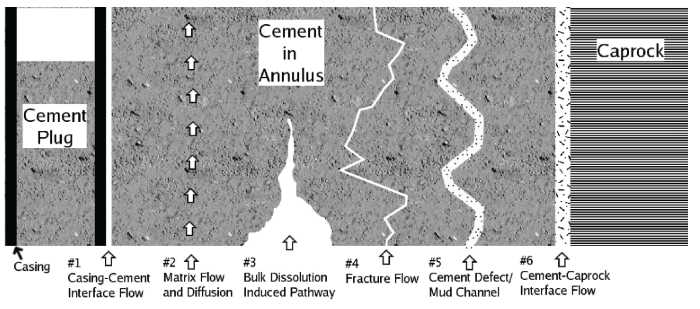 Cement
in
Annulus
Caprock
Cement
Plug
Casing
#1
Casing-Cement
Interface Flow
#2
Matrix Flow
and Diffusion
#3
Bulk Dissolution
Induced Pathway
#4
Fracture Flow
#5
Cement Defect/
Mud Channel
#6
Cement-Caprock
Interface Flow